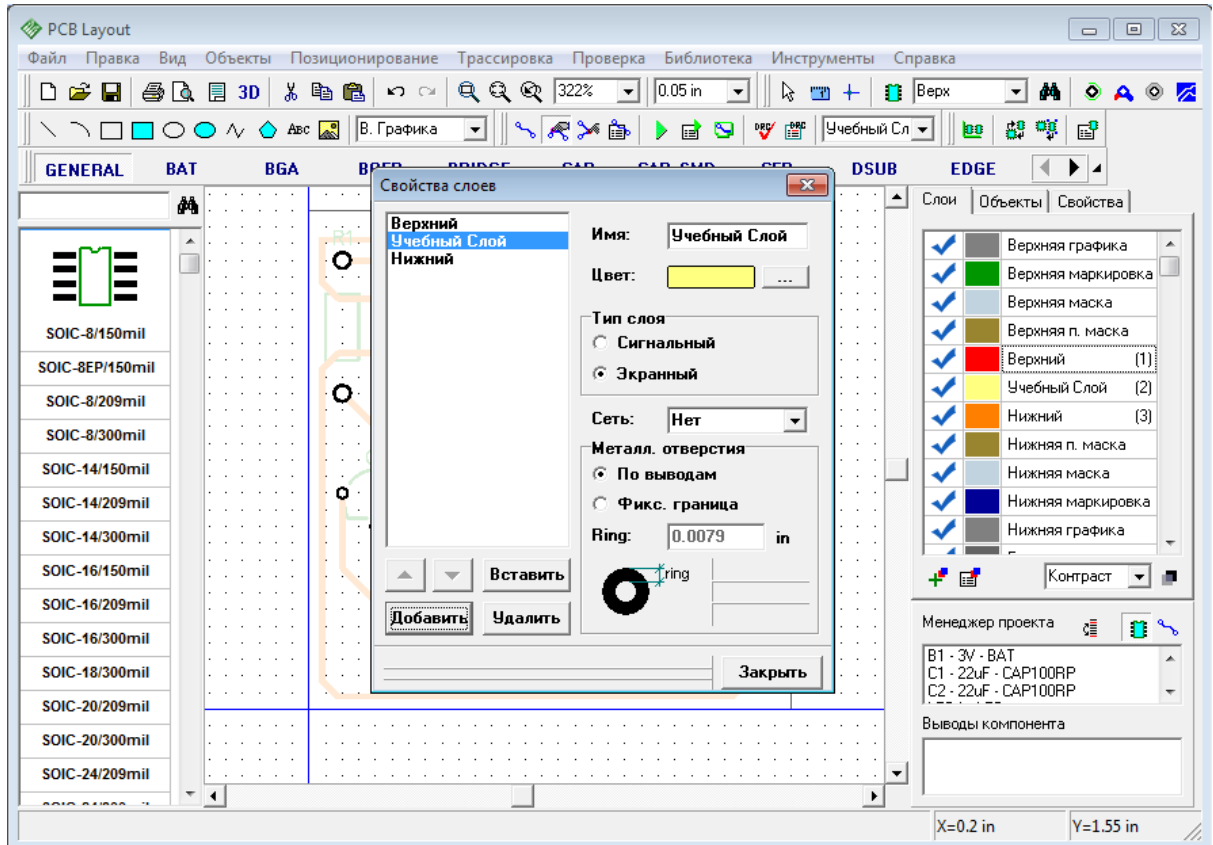 PCB Layout
Файл Правка Вид Объекты Позиционирование Трассировка Проверка Библиотека Инструменты Справка
3D 322% 0.05 in Верх
ABC В. Графика DRC DRC Учебный Сл
GENERAL BAT BGA CAP CAP_SMD DSUB EDGE
Свойства слоев
Верхний
Учебный Слой
Нижний
Имя: Учебный Слой
Цвет: ...
Тип слоя
Сигнальный
Экранный
Сеть: Нет
Металл. отверстия
По выводам
Фикс. граница
Ring: 0.0079 in
ring
Вставить
Добавить Удалить
Закрыть
R1
SOIC-8/150mil
SOIC-8EP/150mil
SOIC-8/209mil
SOIC-8/300mil
SOIC-14/150mil
SOIC-14/209mil
SOIC-14/300mil
SOIC-16/150mil
SOIC-16/209mil
SOIC-16/300mil
SOIC-18/300mil
SOIC-20/209mil
SOIC-20/300mil
SOIC-24/209mil
Слои Объекты Свойства
Верхняя графика
Верхняя маркировка
Верхняя маска
Верхняя п. маска
Верхний (1)
Учебный Слой (2)
Нижний (3)
Нижняя п. маска
Нижняя маска
Нижняя маркировка
Нижняя графика
Контраст
Менеджер проекта
B1 - 3V - BAT
C1 - 22uF - CAP100RP
C2 - 22uF - CAP100RP
Выводы компонента
X=0.2 in Y=1.55 in